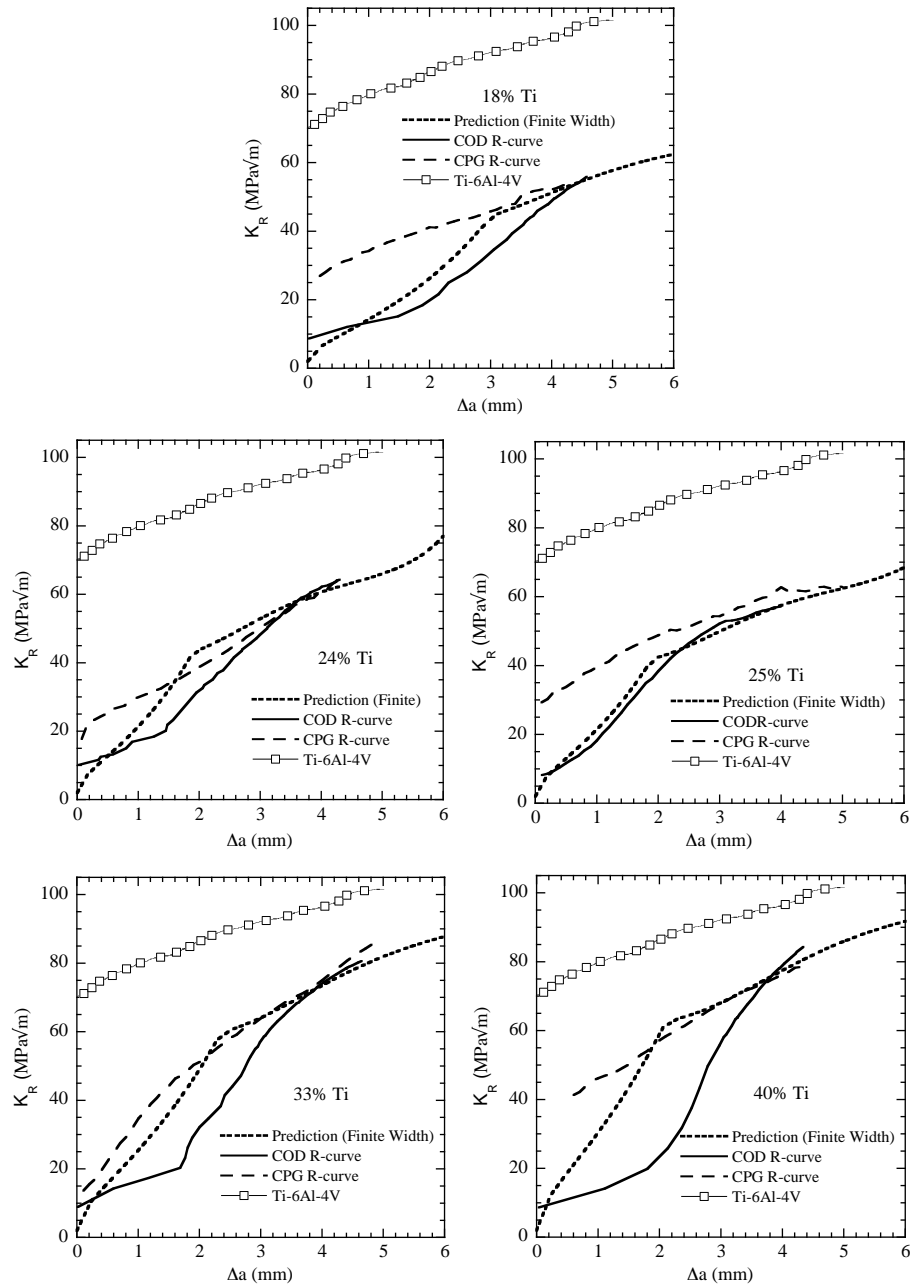 100
80
60
40
20
0
K_R (MPa√m)
18% Ti
Prediction (Finite Width)
COD R-curve
CPG R-curve
Ti-6Al-4V
0 1 2 3 4 5 6
Δa (mm)
100
80
60
40
20
0
K_R (MPa√m)
24% Ti
Prediction (Finite)
COD R-curve
CPG R-curve
Ti-6Al-4V
0 1 2 3 4 5 6
Δa (mm)
100
80
60
40
20
0
K_R (MPa√m)
25% Ti
Prediction (Finite Width)
CODR-curve
CPG R-curve
Ti-6Al-4V
0 1 2 3 4 5 6
Δa (mm)
100
80
60
40
20
0
K_R (MPa√m)
33% Ti
Prediction (Finite Width)
COD R-curve
CPG R-curve
Ti-6Al-4V
0 1 2 3 4 5 6
Δa (mm)
100
80
60
40
20
0
K_R (MPa√m)
40% Ti
Prediction (Finite Width)
COD R-curve
CPG R-curve
Ti-6Al-4V
0 1 2 3 4 5 6
Δa (mm)